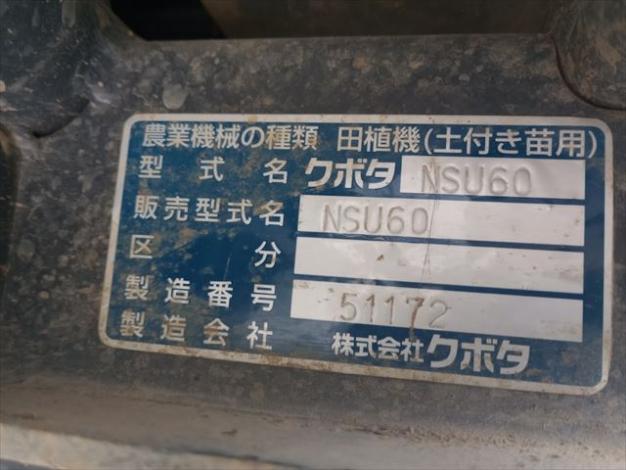 農業機械の種類 田植機(土付き苗用)
型式名 クボタ NSU60
販売型式名 NSU60
区分
製造番号 51172
製造会社 株式会社クボタ